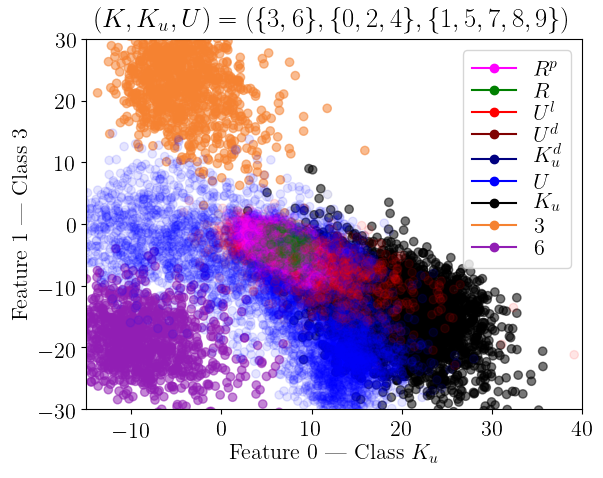 (K, K_u, U) = ({3, 6}, {0, 2, 4}, {1, 5, 7, 8, 9})
30
20
10
0
−10
−20
−30
Feature 1 — Class 3
R^p
R
U^l
U^d
K_u^d
U
K_u
3
6
−10
0
10
20
30
40
Feature 0 — Class K_u